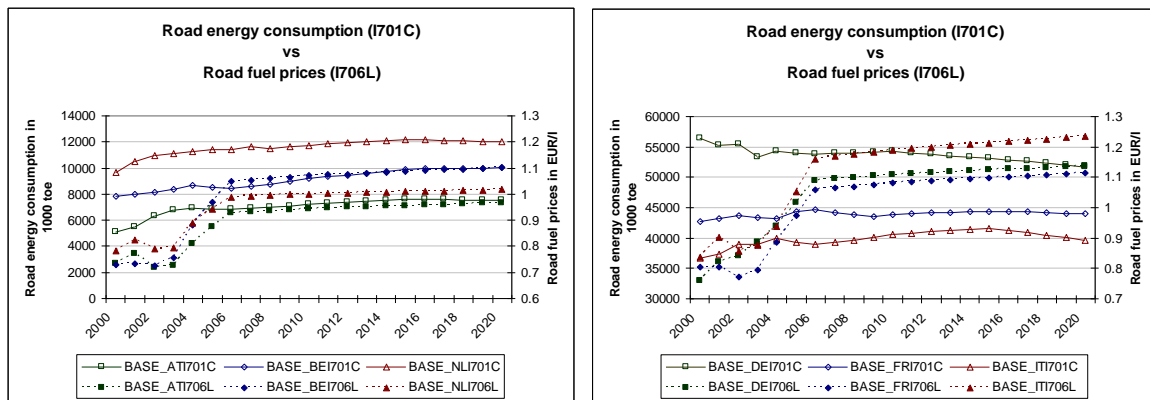 Road energy consumption (I701C)
vs
Road fuel prices (I706L)
Road energy consumption in
1000 toe
14000
12000
10000
8000
6000
4000
2000
0
1.3
1.2
1.1
1
0.9
0.8
0.7
0.6
Road fuel prices in EUR/l
2000
2002
2004
2006
2008
2010
2012
2014
2016
2018
2020
BASE_ATI701C
BASE_BEI701C
BASE_NLI701C
BASE_ATI706L
BASE_BEI706L
BASE_NLI706L
Road energy consumption (I701C)
vs
Road fuel prices (I706L)
Road energy consumption in
1000 toe
60000
55000
50000
45000
40000
35000
30000
1.3
1.2
1.1
1
0.9
0.8
0.7
Road fuel prices in EUR/l
2000
2002
2004
2006
2008
2010
2012
2014
2016
2018
2020
BASE_DEI701C
BASE_FRI701C
BASE_ITI701C
BASE_DEI706L
BASE_FRI706L
BASE_ITI706L